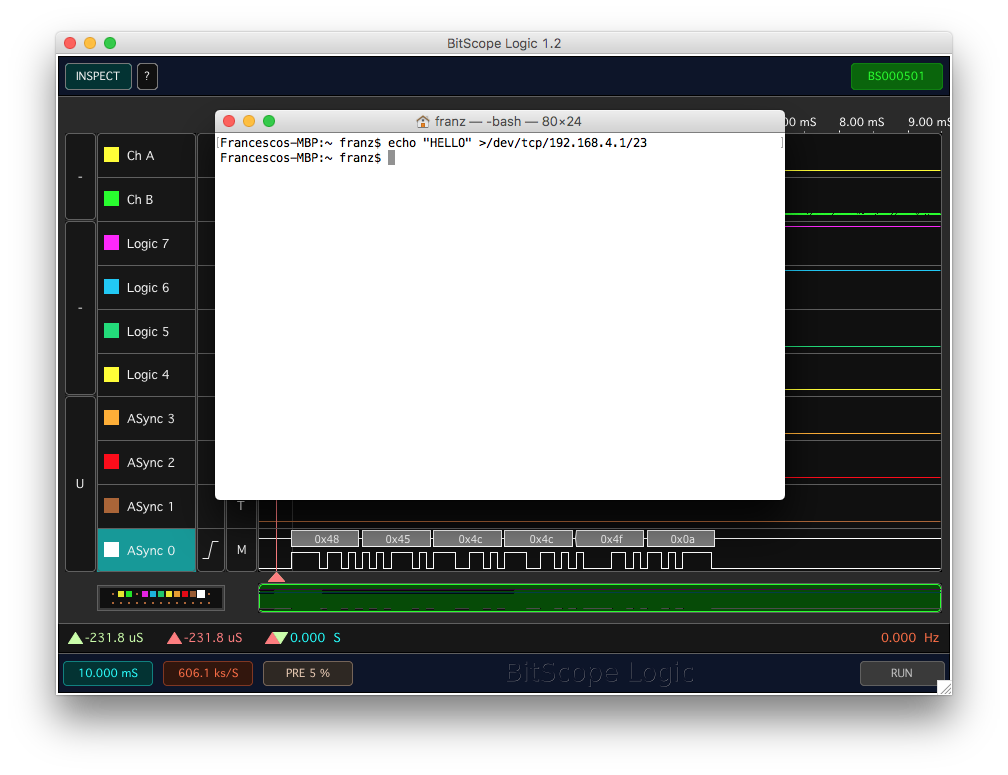 BitScope Logic 1.2
INSPECT
?
BS000501
franz — -bash — 80×24
00 mS 8.00 mS 9.00 mS
Francescos-MBP:~ franz$ echo "HELLO" >/dev/tcp/192.168.4.1/23
Francescos-MBP:~ franz$
-
Ch A
Ch B
-
Logic 7
Logic 6
Logic 5
Logic 4
U
ASync 3
ASync 2
ASync 1
T
ASync 0
M
0x48 0x45 0x4c 0x4c 0x4f 0x0a
-231.8 uS
-231.8 uS
0.000 S
0.000 Hz
10.000 mS
606.1 ks/S
PRE 5 %
BitScope Logic
RUN